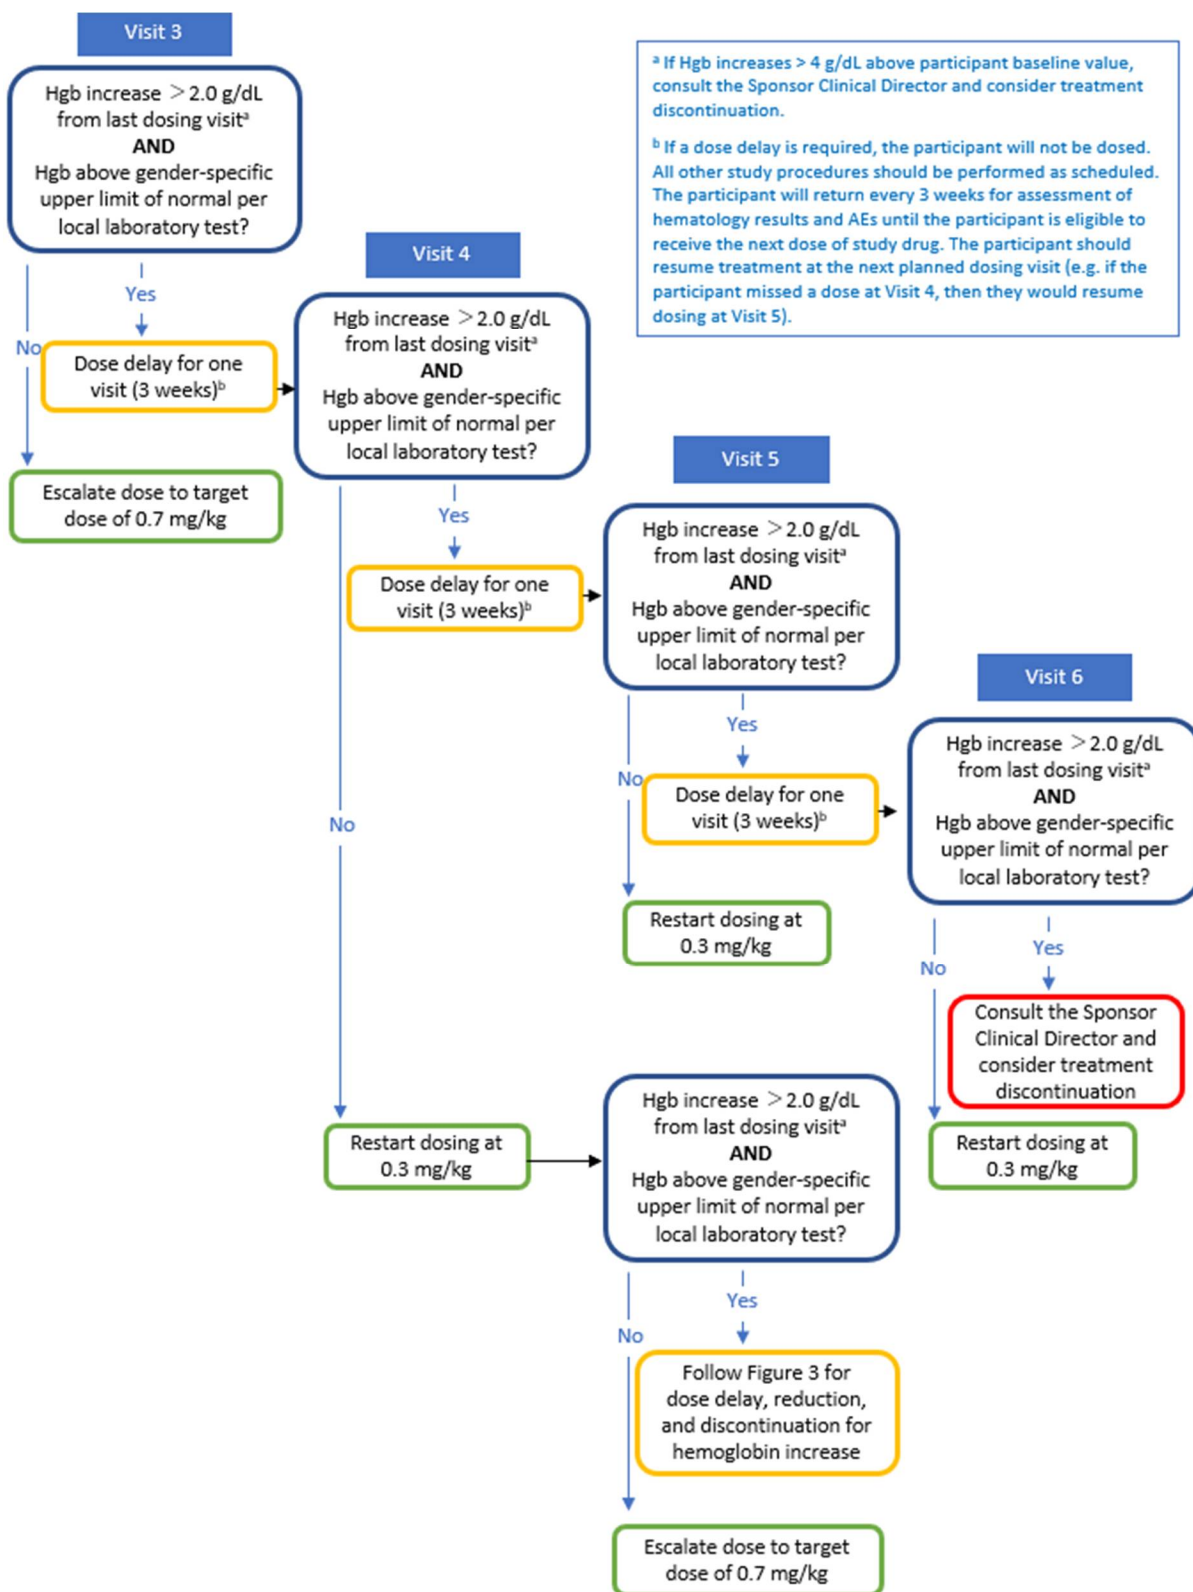 Visit 3
Hgb increase >2.0 g/dL
from last dosing visitᵃ
AND
Hgb above gender-specific
upper limit of normal per
local laboratory test?
ᵃ If Hgb increases > 4 g/dL above participant baseline value,
consult the Sponsor Clinical Director and consider treatment
discontinuation.
ᵇ If a dose delay is required, the participant will not be dosed.
All other study procedures should be performed as scheduled.
The participant will return every 3 weeks for assessment of
hematology results and AEs until the participant is eligible to
receive the next dose of study drug. The participant should
resume treatment at the next planned dosing visit (e.g. if the
participant missed a dose at Visit 4, then they would resume
dosing at Visit 5).
Yes
No
Dose delay for one
visit (3 weeks)ᵇ
Escalate dose to target
dose of 0.7 mg/kg
Visit 4
Hgb increase >2.0 g/dL
from last dosing visitᵃ
AND
Hgb above gender-specific
upper limit of normal per
local laboratory test?
Yes
Dose delay for one
visit (3 weeks)ᵇ
No
Visit 5
Hgb increase >2.0 g/dL
from last dosing visitᵃ
AND
Hgb above gender-specific
upper limit of normal per
local laboratory test?
Yes
No
Dose delay for one
visit (3 weeks)ᵇ
Restart dosing at
0.3 mg/kg
Visit 6
Hgb increase >2.0 g/dL
from last dosing visitᵃ
AND
Hgb above gender-specific
upper limit of normal per
local laboratory test?
Yes
No
Consult the Sponsor
Clinical Director and
consider treatment
discontinuation
Restart dosing at
0.3 mg/kg
Restart dosing at
0.3 mg/kg
Hgb increase >2.0 g/dL
from last dosing visitᵃ
AND
Hgb above gender-specific
upper limit of normal per
local laboratory test?
Yes
No
Follow Figure 3 for
dose delay, reduction,
and discontinuation for
hemoglobin increase
Escalate dose to target
dose of 0.7 mg/kg